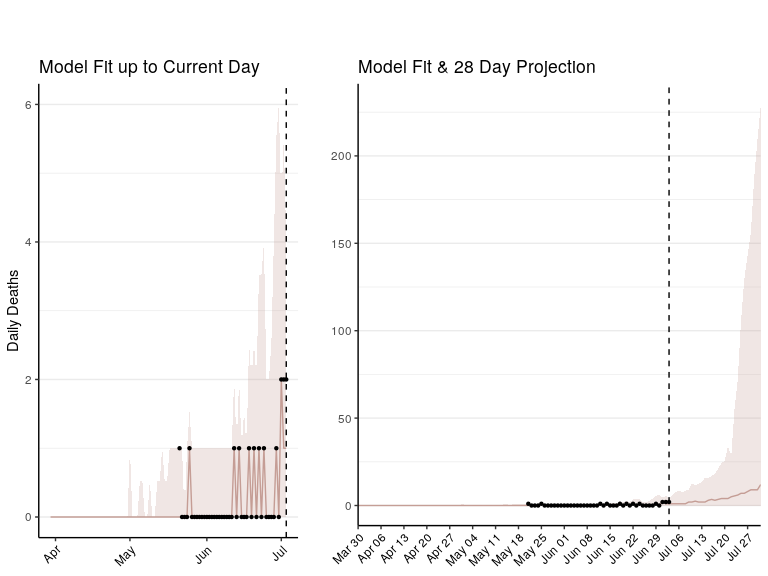 Model Fit up to Current Day
Model Fit & 28 Day Projection
Daily Deaths
6
4
2
0
Apr
May
Jun
Jul
200
150
100
50
0
Mar 30
Apr 06
Apr 13
Apr 20
Apr 27
May 04
May 11
May 18
May 25
Jun 01
Jun 08
Jun 15
Jun 22
Jun 29
Jul 06
Jul 13
Jul 20
Jul 27